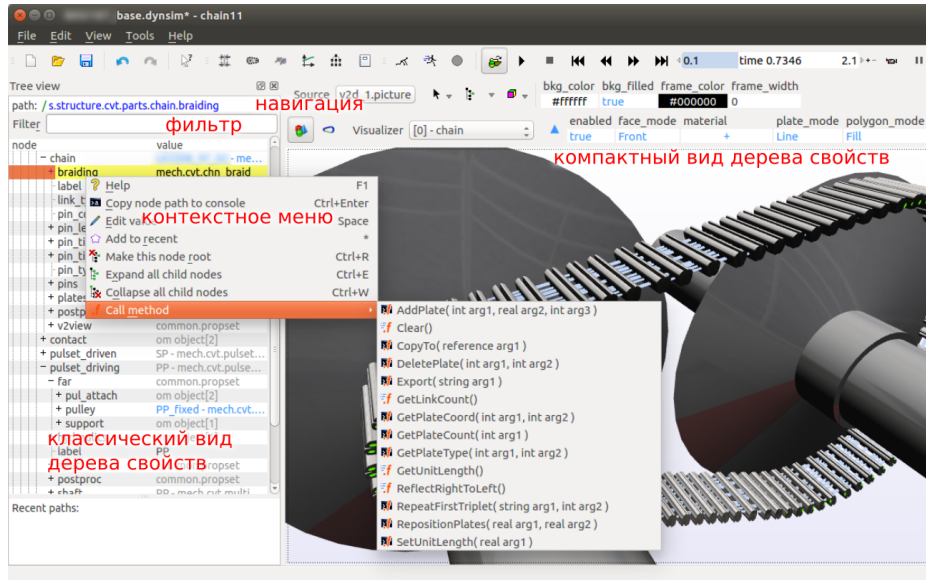 base.dynsim* - chain11
File Edit View Tools Help
0.1 time 0.7346 2.1
Tree view
path: / s.structure.cvt.parts.chain.braiding
навигация
Filter
фильтр
node value
chain - me...
braiding mech.cvt.chn_braid
label
контекстное меню
pins
plates
v2view common.propset
contact om object[2]
pulset_driven SP - mech.cvt.pulset...
pulset_driving PP - mech.cvt.pulse...
far common.propset
pul_attach om object[2]
pulley PP_fixed - mech.cvt....
support om object[1]
классический вид
label PP
дерева свойств
postproc common.propset
shaft PP - mech.cvt.multi
Recent paths:
Source v2d_1.picture
bkg_color bkg_filled frame_color frame_width
#ffffff true #000000 0
Visualizer [0] - chain
enabled face_mode material plate_mode polygon_mode
true Front + Line Fill
компактный вид дерева свойств
Help F1
Copy node path to console Ctrl+Enter
Edit value Space
Add to recent *
Make this node root Ctrl+R
Expand all child nodes Ctrl+E
Collapse all child nodes Ctrl+W
Call method
AddPlate( int arg1, real arg2, int arg3 )
Clear()
CopyTo( reference arg1 )
DeletePlate( int arg1, int arg2 )
Export( string arg1 )
GetLinkCount()
GetPlateCoord( int arg1, int arg2 )
GetPlateCount( int arg1 )
GetPlateType( int arg1, int arg2 )
GetUnitLength()
ReflectRightToLeft()
RepeatFirstTriplet( string arg1, int arg2 )
RepositionPlates( real arg1, real arg2 )
SetUnitLength( real arg1 )